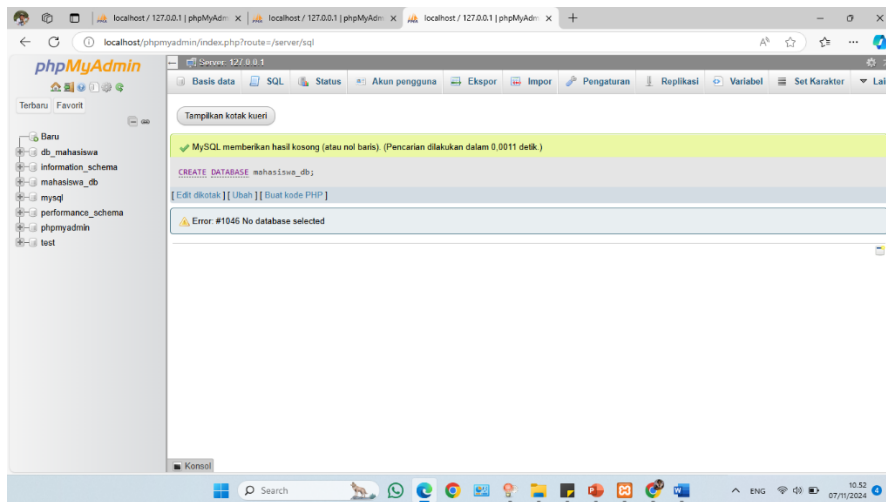 localhost / 127.0.0.1 | phpMyAdm
localhost / 127.0.0.1 | phpMyAdm
localhost / 127.0.0.1 | phpMyAdm
localhost/phpmyadmin/index.php?route=/server/sql
phpMyAdmin
Terbaru Favorit
Baru
db_mahasiswa
information_schema
mahasiswa_db
mysql
performance_schema
phpmyadmin
test
Server: 127.0.0.1
Basis data SQL Status Akun pengguna Ekspor Impor Pengaturan Replikasi Variabel Set Karakter Lai
Tampilkan kotak kueri
MySQL memberikan hasil kosong (atau nol baris). (Pencarian dilakukan dalam 0,0011 detik.)
CREATE DATABASE mahasiswa_db;
[ Edit dikotak ] [ Ubah ] [ Buat kode PHP ]
Error: #1046 No database selected
Konsol
Search
ENG
10.52
07/11/2024